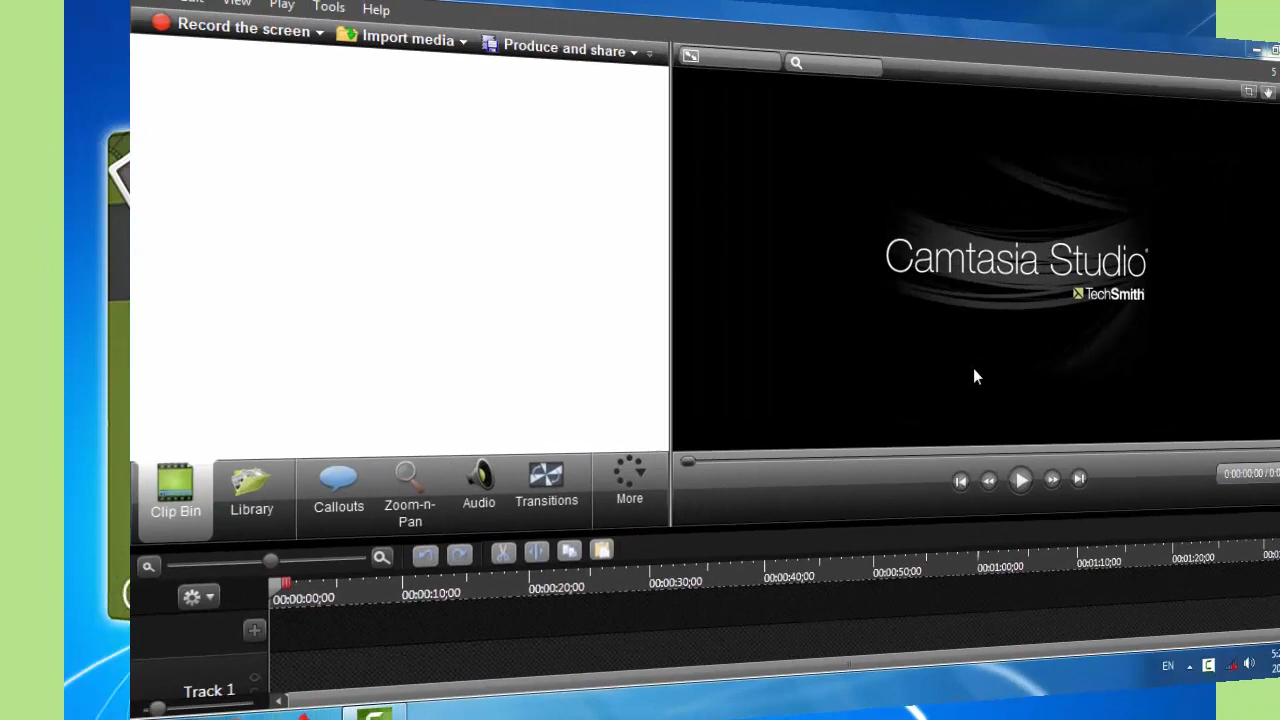 View Play Tools Help
Record the screen Import media Produce and share
Camtasia Studio
TechSmith
Clip Bin Library Callouts Zoom-n-Pan Audio Transitions More
00:00:00;00 00:00:10;00 00:00:20;00 00:00:30;00 00:00:40;00 00:00:50;00 00:01:00;00 00:01:10;00 00:01:20;00
Track 1
EN